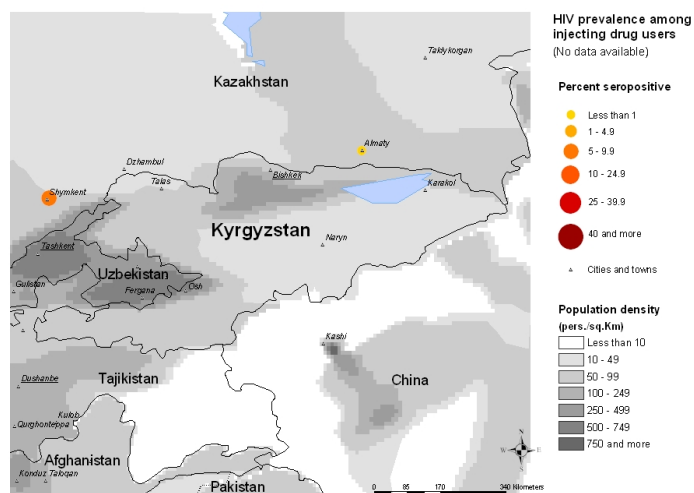 HIV prevalence among
injecting drug users
(No data available)
Percent seropositive
Less than 1
1 - 4.9
5 - 9.9
10 - 24.9
25 - 39.9
40 and more
Cities and towns
Population density
(pers./sq.Km)
Less than 10
10 - 49
50 - 99
100 - 249
250 - 499
500 - 749
750 and more
Taldykorgan
Kazakhstan
Almaty
Dzhambul
Bishkek
Talas
Karakol
Shymkent
Kyrgyzstan
Naryn
Tashkent
Uzbekistan
Gulistan
Fergana
Osh
Kashi
Dushanbe
Tajikistan
China
Kulob
Qurghonteppa
Afghanistan
Konduz
Taloqan
Pakistan
N
W
E
S
0 85 170 340 Kilometers